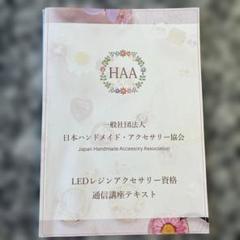 HAA
一般社団法人
日本ハンドメイド・アクセサリー協会
Japan Handmade Accessory Association
LEDレジンアクセサリー資格
通信講座テキスト